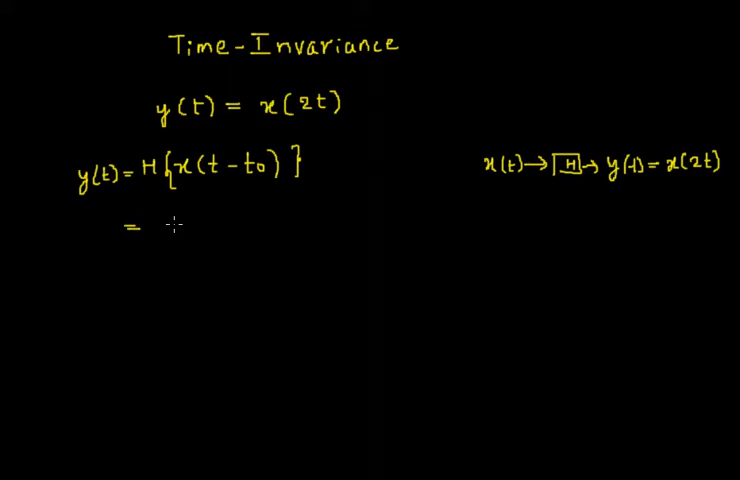 Time-Invariance
y(t) = x(2t)
y(t) = H{x(t - t0)}
x(t) → H → y(t) = x(2t)
=